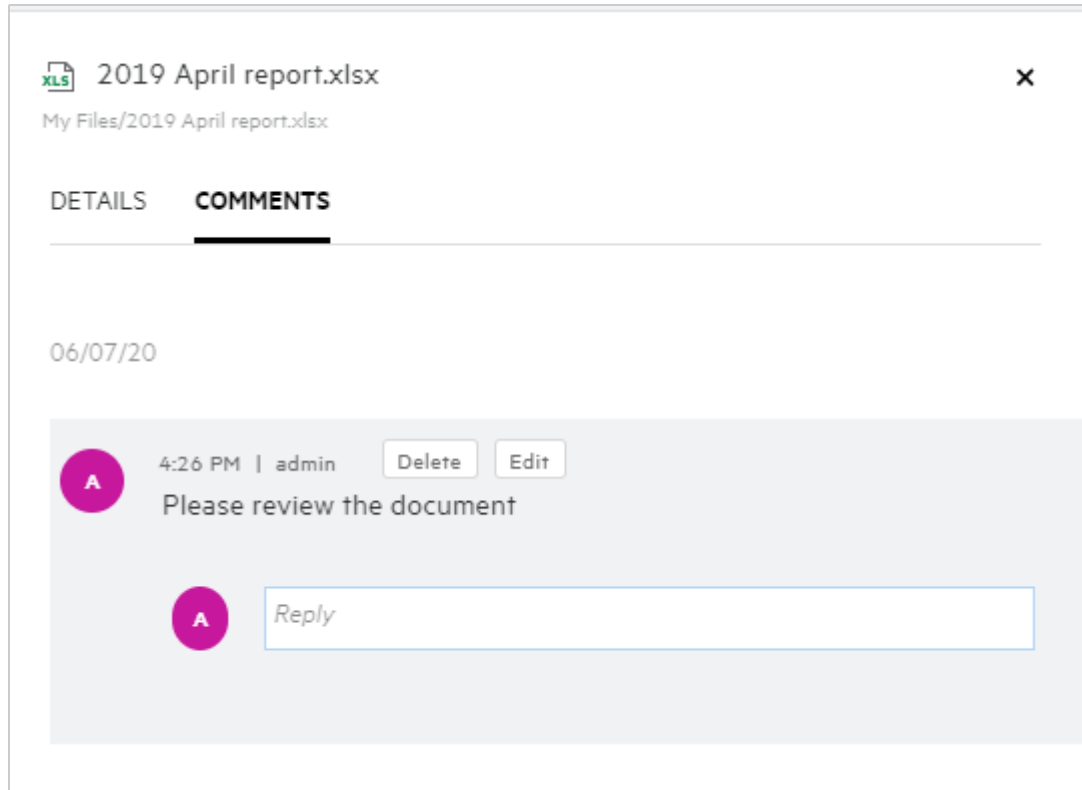 XLS 2019 April report.xlsx ×
My Files/2019 April report.xlsx
DETAILS COMMENTS
06/07/20
A 4:26 PM | admin Delete Edit
Please review the document
A Reply